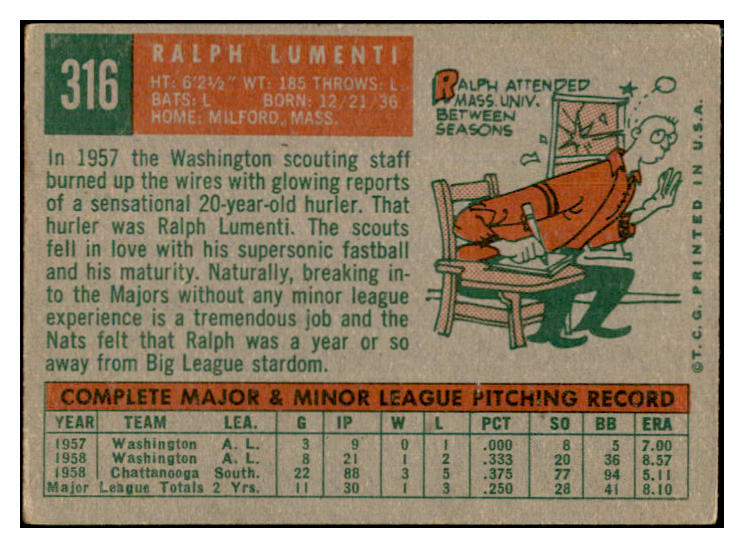 316
RALPH LUMENTI
HT: 6'2½" WT: 185 THROWS: L
BATS: L BORN: 12/21/36
HOME: MILFORD, MASS.
In 1957 the Washington scouting staff
burned up the wires with glowing reports
of a sensational 20-year-old hurler. That
hurler was Ralph Lumenti. The scouts
fell in love with his supersonic fastball
and his maturity. Naturally, breaking in-
to the Majors without any minor league
experience is a tremendous job and the
Nats felt that Ralph was a year or so
away from Big League stardom.
RALPH ATTENDED
MASS. UNIV.
BETWEEN
SEASONS
©T.C.G. PRINTED IN U.S.A.
COMPLETE MAJOR & MINOR LEAGUE PITCHING RECORD
YEAR TEAM LEA. G IP W L PCT SO BB ERA
1957 Washington A. L. 3 9 0 1 .000 8 5 7.00
1958 Washington A. L. 8 21 1 2 .333 20 36 8.57
1958 Chattanooga South. 22 88 3 5 .375 77 94 5.11
Major League Totals 2 Yrs. 11 30 1 3 .250 28 41 8.10